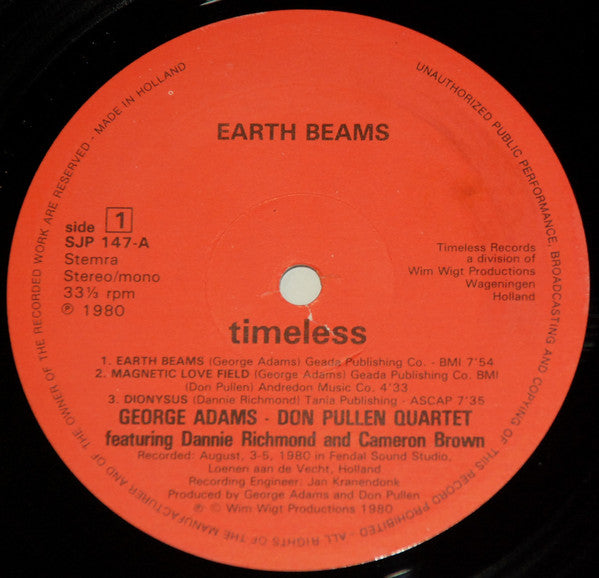 EARTH BEAMS
side 1
SJP 147-A
Stemra
Stereo/mono
33⅓ rpm
℗ 1980
Timeless Records
a division of
Wim Wigt Productions
Wageningen
Holland
timeless
1. EARTH BEAMS (George Adams) Geada Publishing Co. - BMI 7'54
2. MAGNETIC LOVE FIELD (George Adams) Geada Publishing Co. BMI
(Don Pullen) Andredon Music Co. 4'33
3. DIONYSUS (Dannie Richmond) Tania Publishing - ASCAP 7'35
GEORGE ADAMS - DON PULLEN QUARTET
featuring Dannie Richmond and Cameron Brown
Recorded: August, 3-5, 1980 in Fendal Sound Studio,
Loenen aan de Vecht, Holland
Recording Engineer: Jan Kranendonk
Produced by George Adams and Don Pullen
℗ © Wim Wigt Productions 1980
ALL RIGHTS OF THE MANUFACTURER AND OF THE OWNER OF THE RECORDED WORK ARE RESERVED - MADE IN HOLLAND
UNAUTHORIZED PUBLIC PERFORMANCE, BROADCASTING AND COPYING OF THIS RECORD PROHIBITED -